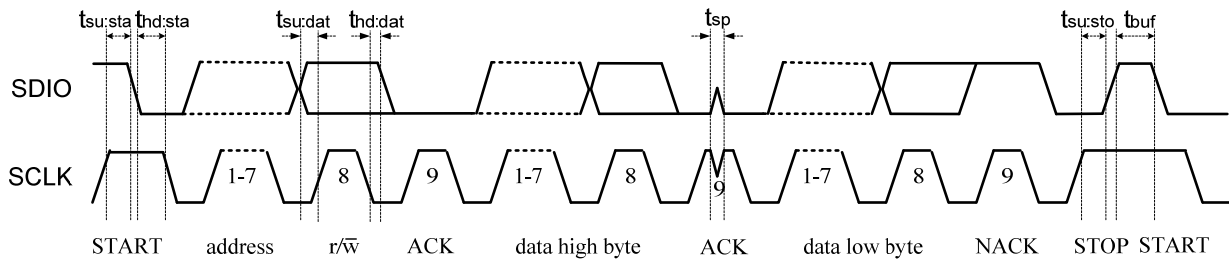 tsu:sta thd:sta tsu:dat thd:dat tsp tsu:sto tbuf
SDIO
SCLK 1-7 8 9 1-7 8 9 1-7 8 9
START address r/w̅ ACK data high byte ACK data low byte NACK STOP START